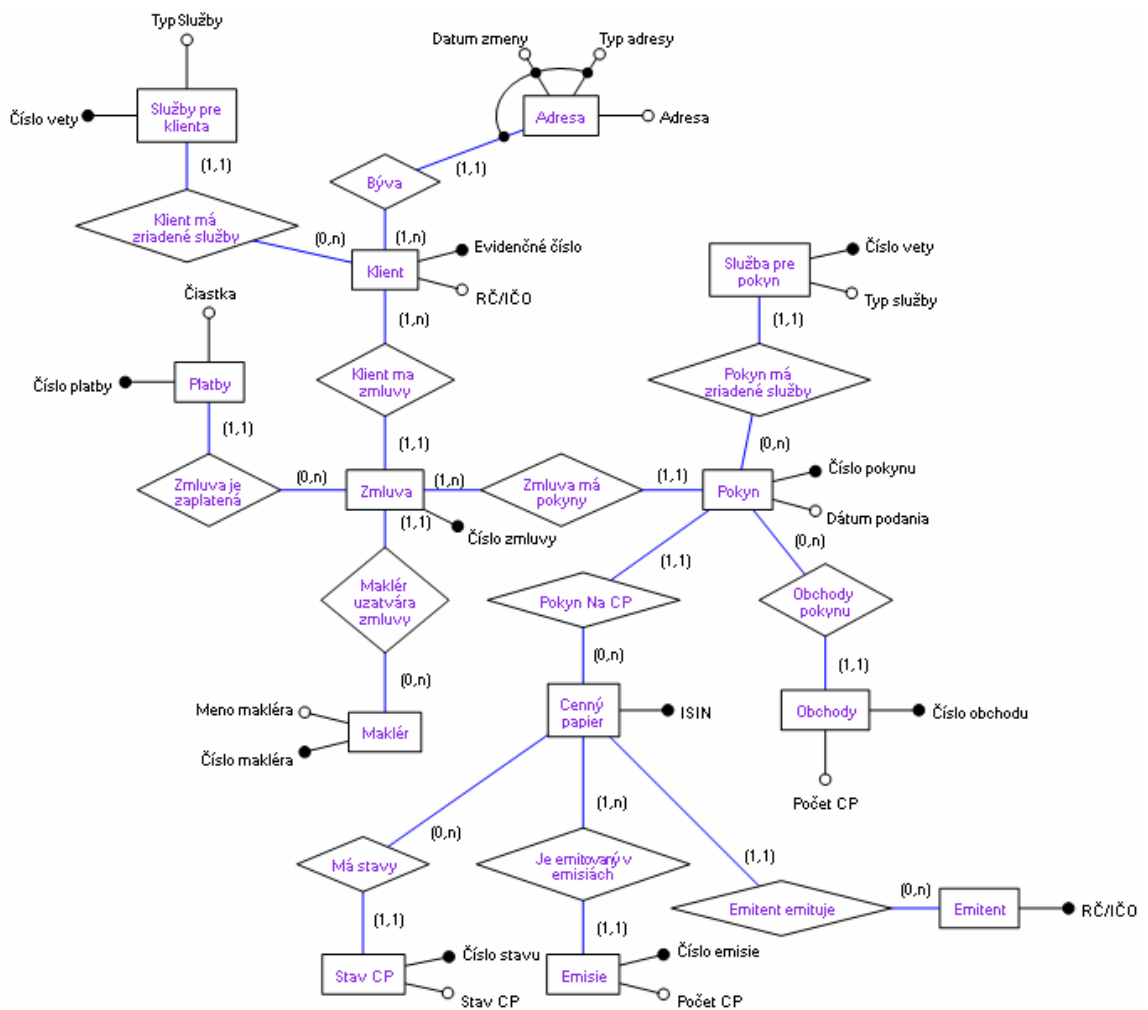 Typ Služby
Datum zmeny
Typ adresy
Číslo vety
Služby pre
klienta
Adresa
Adresa
(1,1)
(1,1)
Býva
Klient má
zriadené služby
(0,n)
(1,n)
Evidenčné číslo
Klient
RČ/IČO
Číslo vety
Služba pre
pokyn
Typ služby
Čiastka
(1,n)
(1,1)
Číslo platby
Platby
Klient ma
zmluvy
Pokyn má
zriadené služby
(1,1)
(1,1)
(0,n)
Zmluva je
zaplatená
(0,n)
Zmluva
(1,n)
Zmluva má
pokyny
(1,1)
Pokyn
Číslo pokynu
Dátum podania
(1,1)
Číslo zmluvy
(1,1)
(0,n)
Maklér
uzatvára
zmluvy
Pokyn Na CP
Obchody
pokynu
(0,n)
(0,n)
(1,1)
Meno makléra
Maklér
Číslo makléra
Cenný
papier
ISIN
Obchody
Číslo obchodu
Počet CP
(0,n)
(1,n)
(1,1)
Má stavy
Je emitovaný v
emisiách
Emitent emituje
(0,n)
Emitent
RČ/IČO
(1,1)
(1,1)
Číslo stavu
Stav CP
Stav CP
Číslo emisie
Emisie
Počet CP